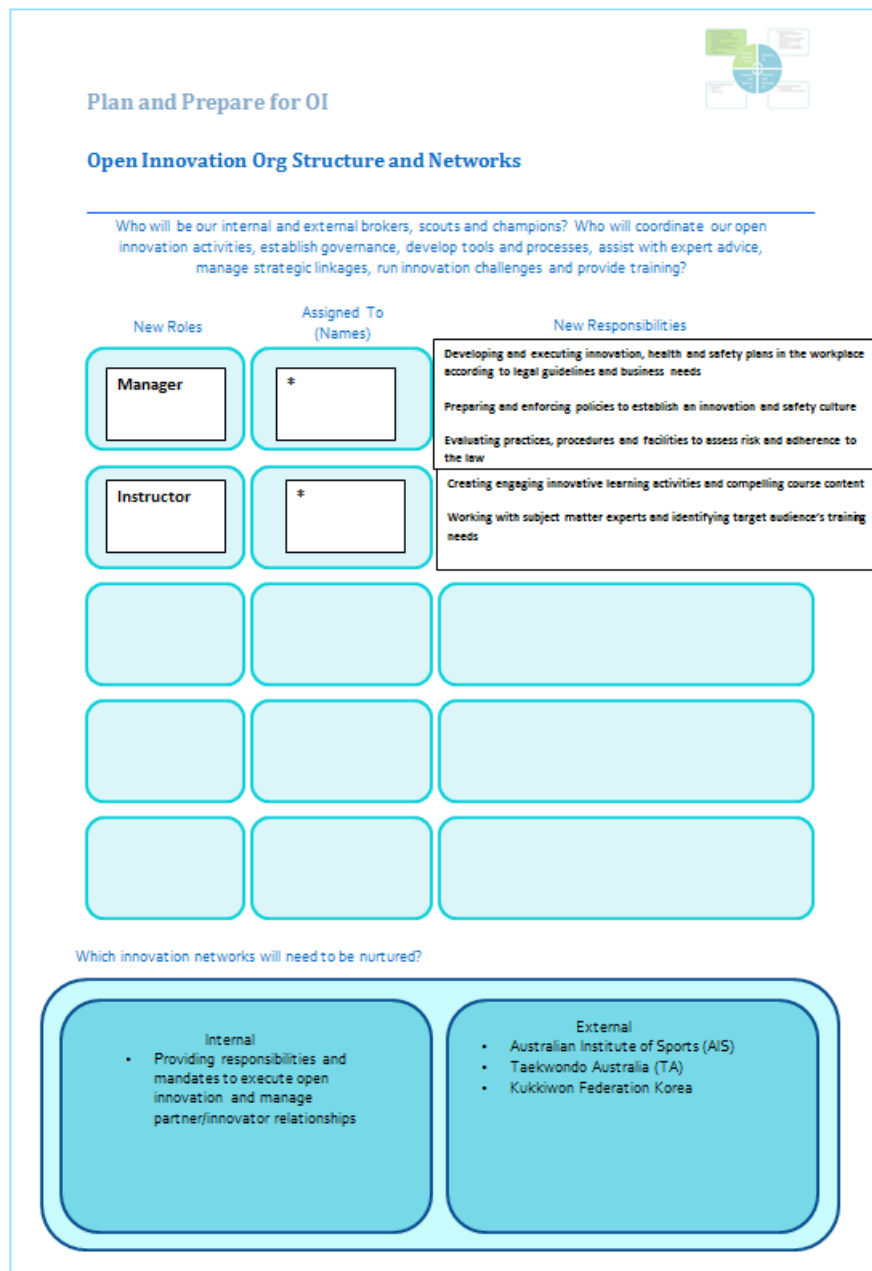 Plan and Prepare for OI
Open Innovation Org Structure and Networks
Who will be our internal and external brokers, scouts and champions? Who will coordinate our open
innovation activities, establish governance, develop tools and processes, assist with expert advice,
manage strategic linkages, run innovation challenges and provide training?
New Roles
Assigned To
(Names)
New Responsibilities
Manager
*
Developing and executing innovation, health and safety plans in the workplace
according to legal guidelines and business needs
Preparing and enforcing policies to establish an innovation and safety culture
Evaluating practices, procedures and facilities to assess risk and adherence to
the law
Instructor
*
Creating engaging innovative learning activities and compelling course content
Working with subject matter experts and identifying target audience's training
needs
Which innovation networks will need to be nurtured?
Internal
• Providing responsibilities and
mandates to execute open
innovation and manage
partner/innovator relationships
External
• Australian Institute of Sports (AIS)
• Taekwondo Australia (TA)
• Kukkiwon Federation Korea